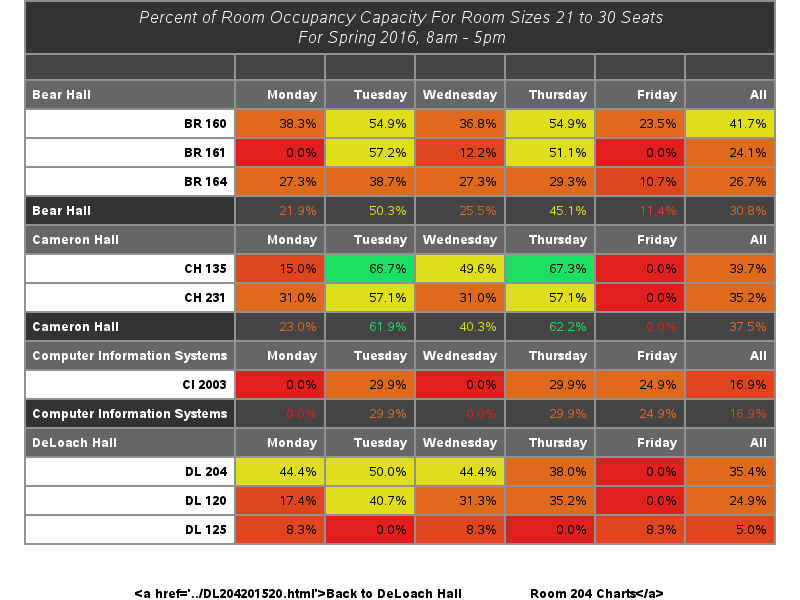 Percent of Room Occupancy Capacity For Room Sizes 21 to 30 Seats
For Spring 2016, 8am - 5pm
Bear Hall Monday Tuesday Wednesday Thursday Friday All
BR 160 38.3% 54.9% 36.8% 54.9% 23.5% 41.7%
BR 161 0.0% 57.2% 12.2% 51.1% 0.0% 24.1%
BR 164 27.3% 38.7% 27.3% 29.3% 10.7% 26.7%
Bear Hall 21.9% 50.3% 25.5% 45.1% 11.4% 30.8%
Cameron Hall Monday Tuesday Wednesday Thursday Friday All
CH 135 15.0% 66.7% 49.6% 67.3% 0.0% 39.7%
CH 231 31.0% 57.1% 31.0% 57.1% 0.0% 35.2%
Cameron Hall 23.0% 61.9% 40.3% 62.2% 0.0% 37.5%
Computer Information Systems Monday Tuesday Wednesday Thursday Friday All
CI 2003 0.0% 29.9% 0.0% 29.9% 24.9% 16.9%
Computer Information Systems 0.0% 29.9% 0.0% 29.9% 24.9% 16.9%
DeLoach Hall Monday Tuesday Wednesday Thursday Friday All
DL 204 44.4% 50.0% 44.4% 38.0% 0.0% 35.4%
DL 120 17.4% 40.7% 31.3% 35.2% 0.0% 24.9%
DL 125 8.3% 0.0% 8.3% 0.0% 8.3% 5.0%
<a href='../DL204201520.html'>Back to DeLoach Hall Room 204 Charts</a>